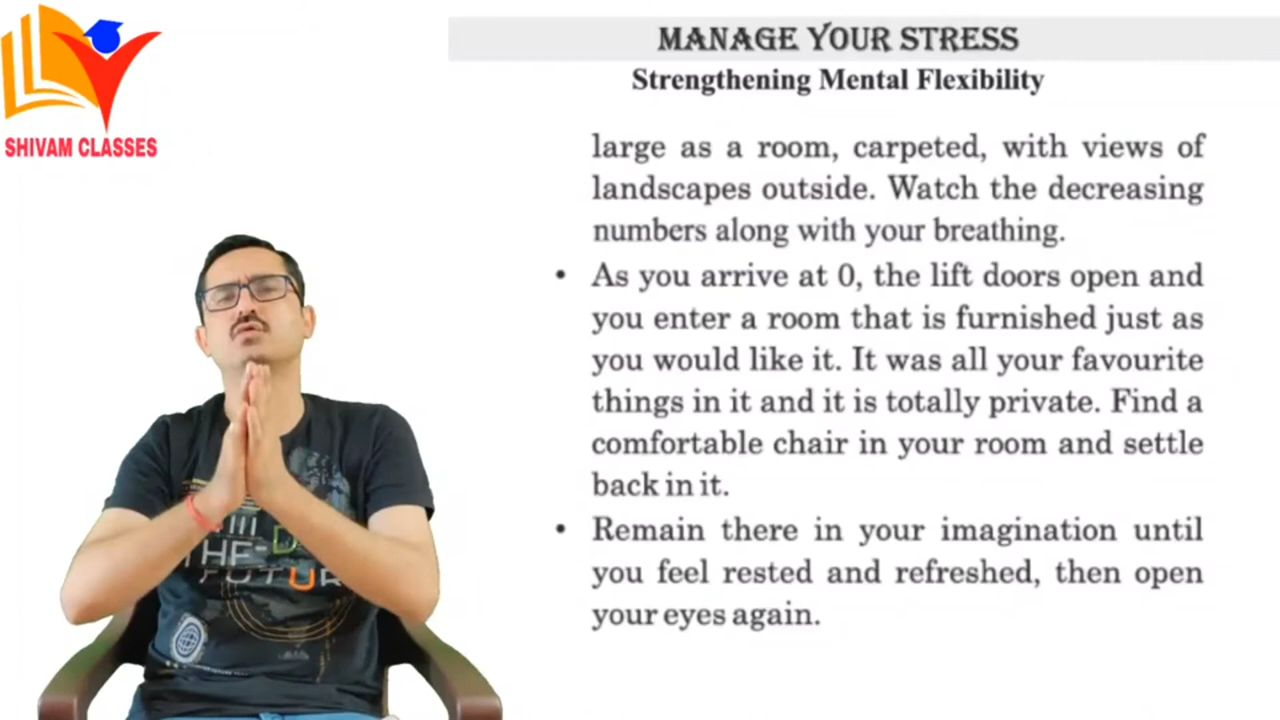 MANAGE YOUR STRESS
Strengthening Mental Flexibility
SHIVAM CLASSES
large as a room, carpeted, with views of
landscapes outside. Watch the decreasing
numbers along with your breathing.
• As you arrive at 0, the lift doors open and
you enter a room that is furnished just as
you would like it. It was all your favourite
things in it and it is totally private. Find a
comfortable chair in your room and settle
back in it.
• Remain there in your imagination until
you feel rested and refreshed, then open
your eyes again.
THE-
FUTUR